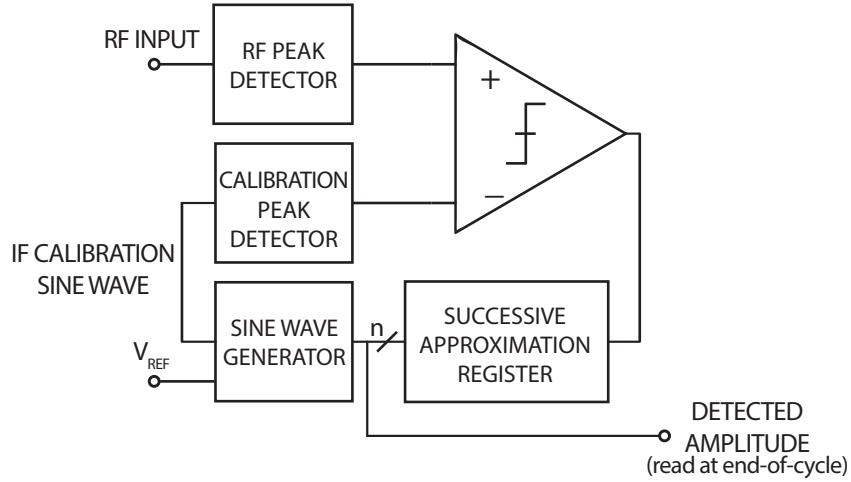 RF INPUT
RF PEAK
DETECTOR
+
−
CALIBRATION
PEAK
DETECTOR
IF CALIBRATION
SINE WAVE
SINE WAVE
GENERATOR
n
SUCCESSIVE
APPROXIMATION
REGISTER
VREF
DETECTED
AMPLITUDE
(read at end-of-cycle)